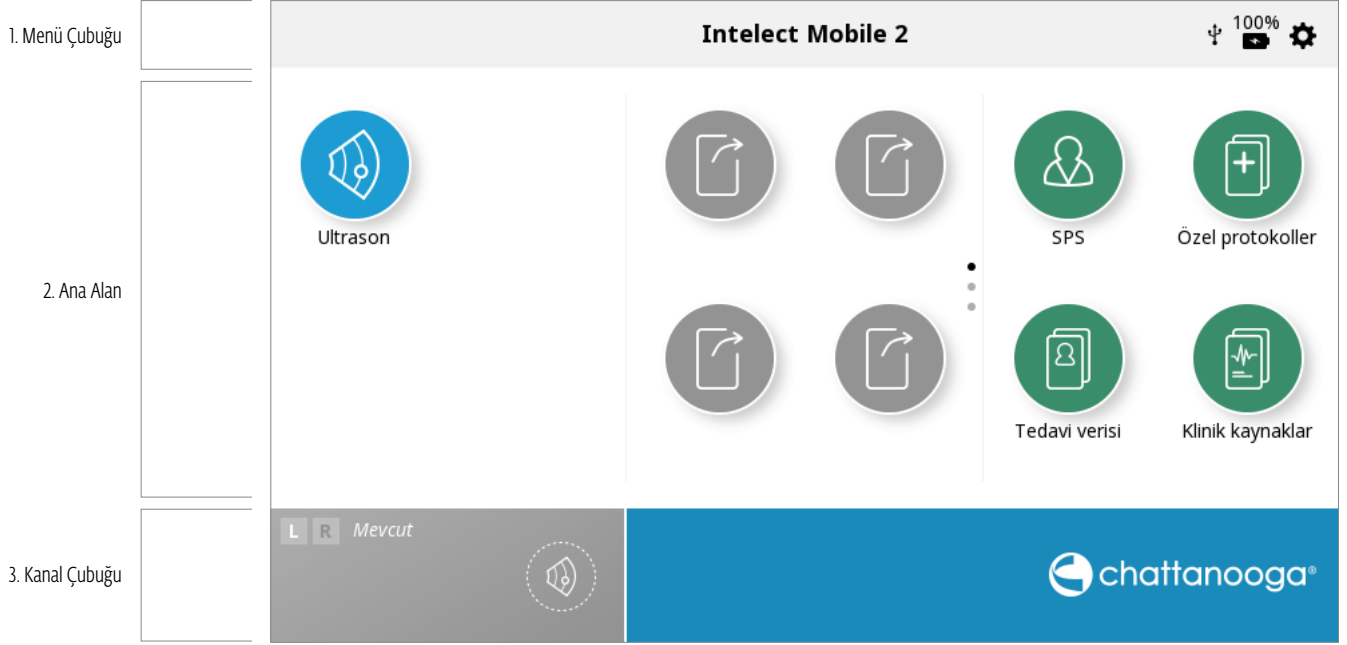 1. Menü Çubuğu
Intelect Mobile 2
100%
Ultrason
SPS
Özel protokoller
2. Ana Alan
Tedavi verisi
Klinik kaynaklar
L R Mevcut
3. Kanal Çubuğu
chattanooga®